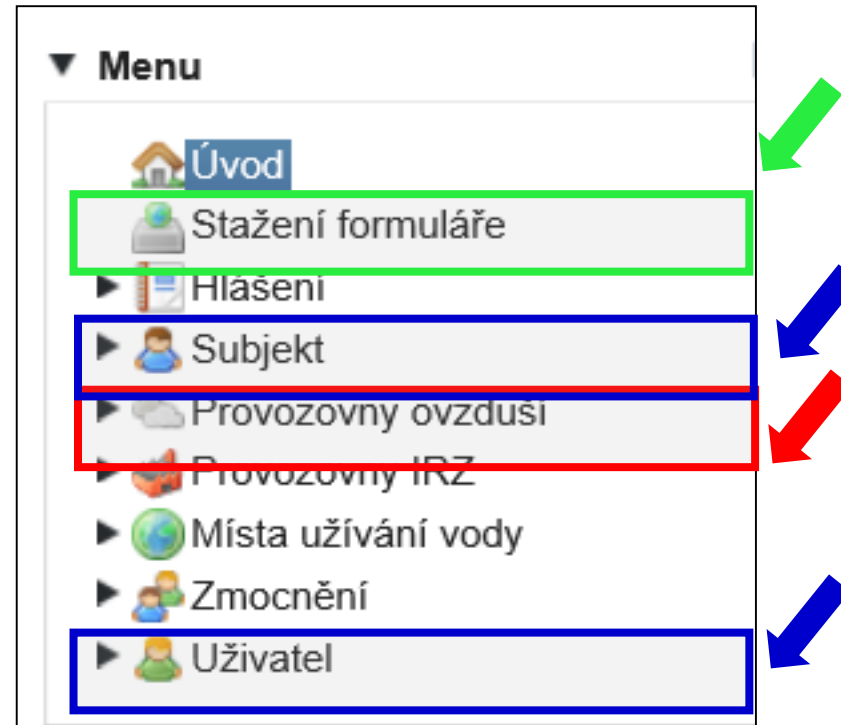 Menu
Úvod
Stažení formuláře
Hlášení
Subjekt
Provozovny ovzduší
Provozovny IRZ
Místa užívání vody
Zmocnění
Uživatel